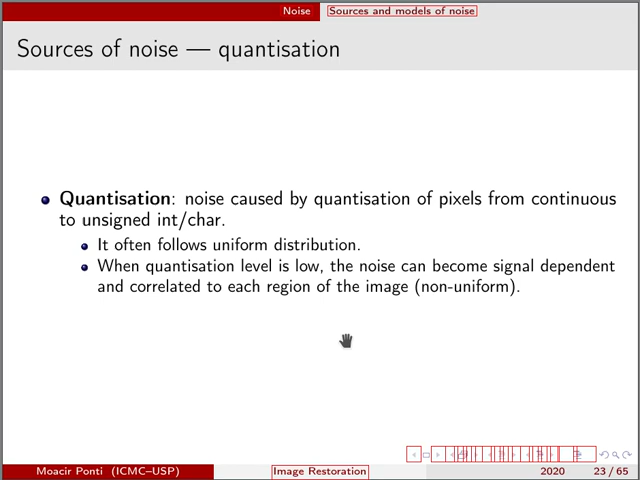 Noise Sources and models of noise
Sources of noise — quantisation
Quantisation: noise caused by quantisation of pixels from continuous
to unsigned int/char.
It often follows uniform distribution.
When quantisation level is low, the noise can become signal dependent
and correlated to each region of the image (non-uniform).
Moacir Ponti (ICMC–USP) Image Restoration 2020 23 / 65